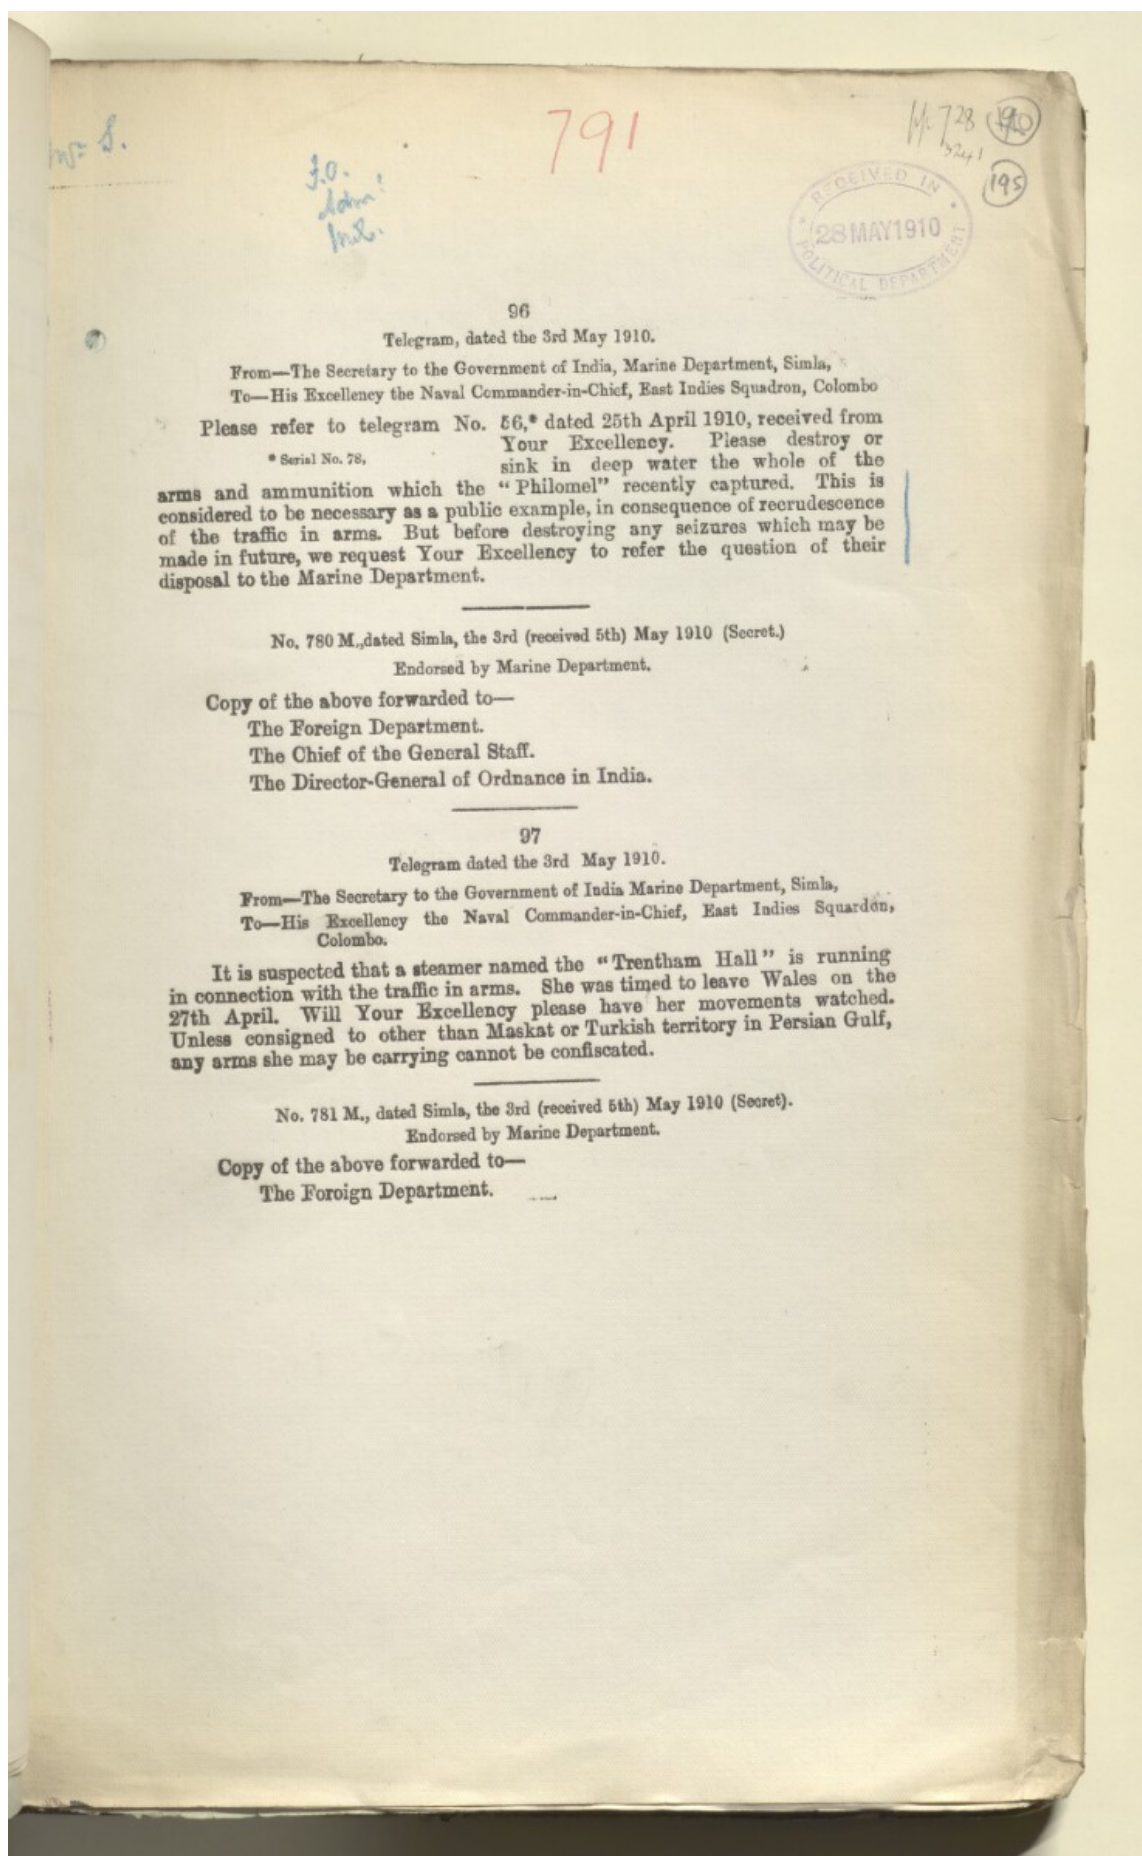 791
728
3241
190
195
S.
F.O.
RECEIVED IN
28 MAY 1910
POLITICAL DEPARTMENT
96
Telegram, dated the 3rd May 1910.
From—The Secretary to the Government of India, Marine Department, Simla,
To—His Excellency the Naval Commander-in-Chief, East Indies Squadron, Colombo
Please refer to telegram No. 56,* dated 25th April 1910, received from
Your Excellency. Please destroy or
* Serial No. 78,
sink in deep water the whole of the
arms and ammunition which the “Philomel” recently captured. This is
considered to be necessary as a public example, in consequence of recrudescence
of the traffic in arms. But before destroying any seizures which may be
made in future, we request Your Excellency to refer the question of their
disposal to the Marine Department.
No. 780 M.,dated Simla, the 3rd (received 5th) May 1910 (Secret.)
Endorsed by Marine Department.
Copy of the above forwarded to—
The Foreign Department.
The Chief of the General Staff.
The Director-General of Ordnance in India.
97
Telegram dated the 3rd May 1910.
From—The Secretary to the Government of India Marine Department, Simla,
To—His Excellency the Naval Commander-in-Chief, East Indies Squardon,
Colombo.
It is suspected that a steamer named the “Trentham Hall” is running
in connection with the traffic in arms. She was timed to leave Wales on the
27th April. Will Your Excellency please have her movements watched.
Unless consigned to other than Maskat or Turkish territory in Persian Gulf,
any arms she may be carrying cannot be confiscated.
No. 781 M., dated Simla, the 3rd (received 5th) May 1910 (Secret).
Endorsed by Marine Department.
Copy of the above forwarded to—
The Foroign Department.